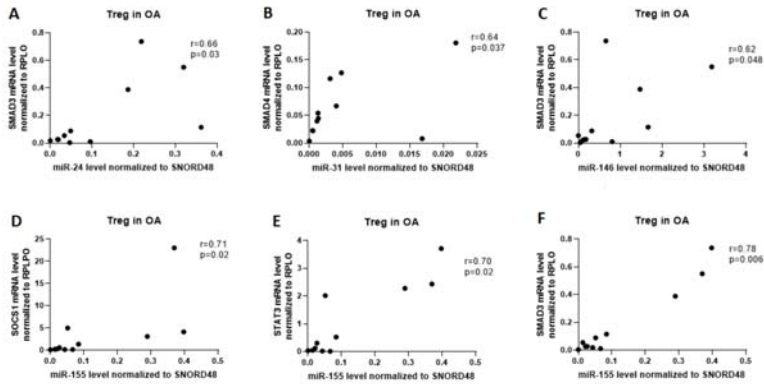 A
Treg in OA
r=0.66
p=0.03
SMAD3 mRNA level
normalized to RPLO
0.8
0.6
0.4
0.2
0.0
0.0 0.1 0.2 0.3 0.4
miR-24 level normalized to SNORD48
B
Treg in OA
r=0.64
p=0.037
SMAD4 mRNA level
normalized to RPLO
0.20
0.15
0.10
0.05
0.00
0.000 0.005 0.010 0.015 0.020 0.025
miR-31 level normalized to SNORD48
C
Treg in OA
r=0.62
p=0.048
SMAD3 mRNA level
normalized to RPLO
0.8
0.6
0.4
0.2
0.0
0 1 2 3 4
miR-146 level normalized to SNORD48
D
Treg in OA
r=0.71
p=0.02
SOCS1 mRNA level
normalized to RPLPO
25
20
15
10
5
0
0.0 0.1 0.2 0.3 0.4 0.5
miR-155 level normalized to SNORD48
E
Treg in OA
r=0.70
p=0.02
STAT3 mRNA level
normalized to RPLO
4
3
2
1
0
0.0 0.1 0.2 0.3 0.4 0.5
miR-155 level normalized to SNORD48
F
Treg in OA
r=0.78
p=0.006
SMAD3 mRNA level
normalized to RPLO
0.8
0.6
0.4
0.2
0.0
0.0 0.1 0.2 0.3 0.4 0.5
miR-155 level normalized to SNORD48